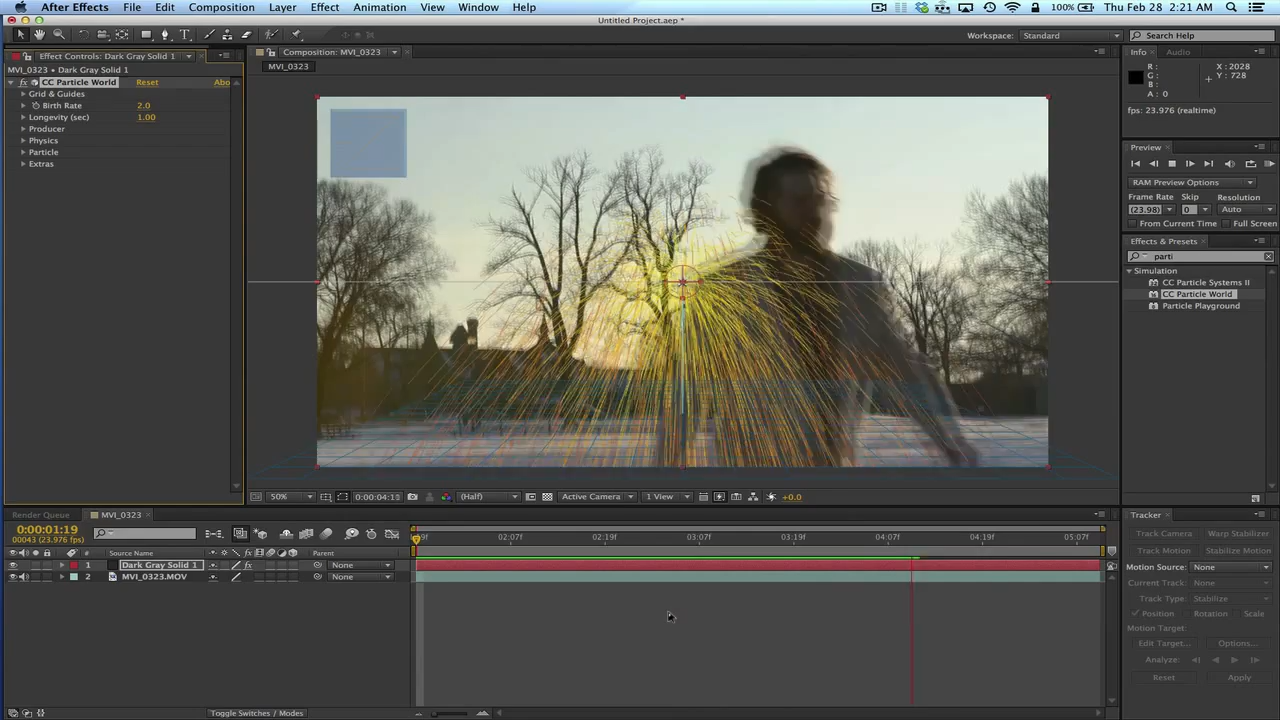 After Effects File Edit Composition Layer Effect Animation View Window Help 100% Thu Feb 28 2:21 AM
Untitled Project.aep *
Workspace: Standard Search Help
Effect Controls: Dark Gray Solid 1 Composition: MVI_0323 Info Audio
MVI_0323 • Dark Gray Solid 1 MVI_0323
CC Particle World Reset Abo
Grid & Guides
Birth Rate 2.0
Longevity (sec) 1.00
Producer
Physics
Particle
Extras
R : X : 2028
G : Y : 728
B :
A : 0
fps: 23.976 (realtime)
Preview
RAM Preview Options
Frame Rate Skip Resolution
(23.98) 0 Auto
From Current Time Full Screen
Effects & Presets
parti
Simulation
CC Particle Systems II
CC Particle World
Particle Playground
50% (Half) Active Camera 1 View +0.0
Render Queue MVI_0323
0:00:01:19
00043 (23.976 fps)
02:07f 02:19f 03:07f 03:19f 04:07f 04:19f 05:07f
# Source Name Parent
1 Dark Gray Solid 1 None
2 MVI_0323.MOV None
Toggle Switches / Modes
Tracker
Track Camera Warp Stabilizer
Track Motion Stabilize Motion
Motion Source: None
Current Track: None
Track Type: Stabilize
Position Rotation Scale
Motion Target:
Edit Target... Options...
Analyze:
Reset Apply